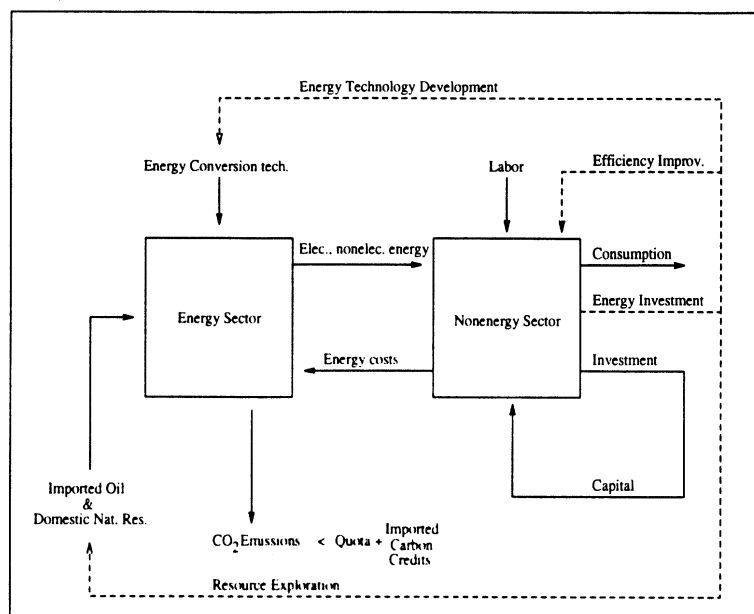 Energy Technology Development
Energy Conversion tech.
Labor
Efficiency Improv.
Elec., nonelec. energy
Consumption
Energy Sector
Nonenergy Sector
Energy Investment
Energy costs
Investment
Imported Oil
&
Domestic Nat. Res.
Capital
CO2 Emissions < Quota + Imported
Carbon
Credits
Resource Exploration